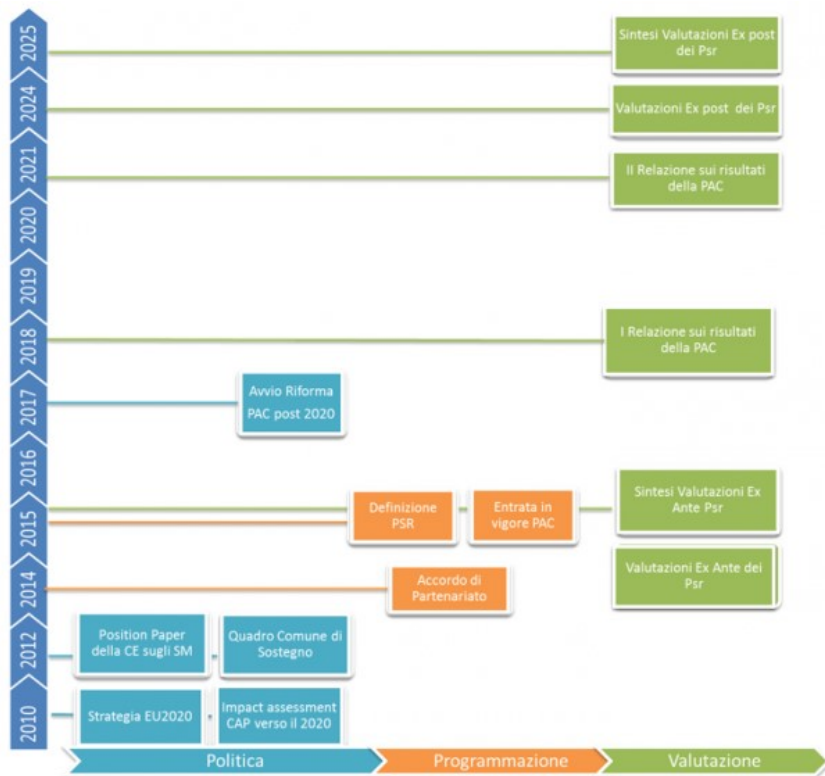 2025
Sintesi Valutazioni Ex post
dei Psr
2024
Valutazioni Ex post dei Psr
2021
II Relazione sui risultati
della PAC
2020
2019
2018
I Relazione sui risultati
della PAC
2017
Avvio Riforma
PAC post 2020
2016
2015
Definizione
PSR
Entrata in
vigore PAC
Sintesi Valutazioni Ex
Ante Psr
2014
Accordo di
Partenariato
Valutazioni Ex Ante dei
Psr
2012
Position Paper
della CE sugli SM
Quadro Comune di
Sostegno
2010
Strategia EU2020
Impact assessment
CAP verso il 2020
Politica
Programmazione
Valutazione